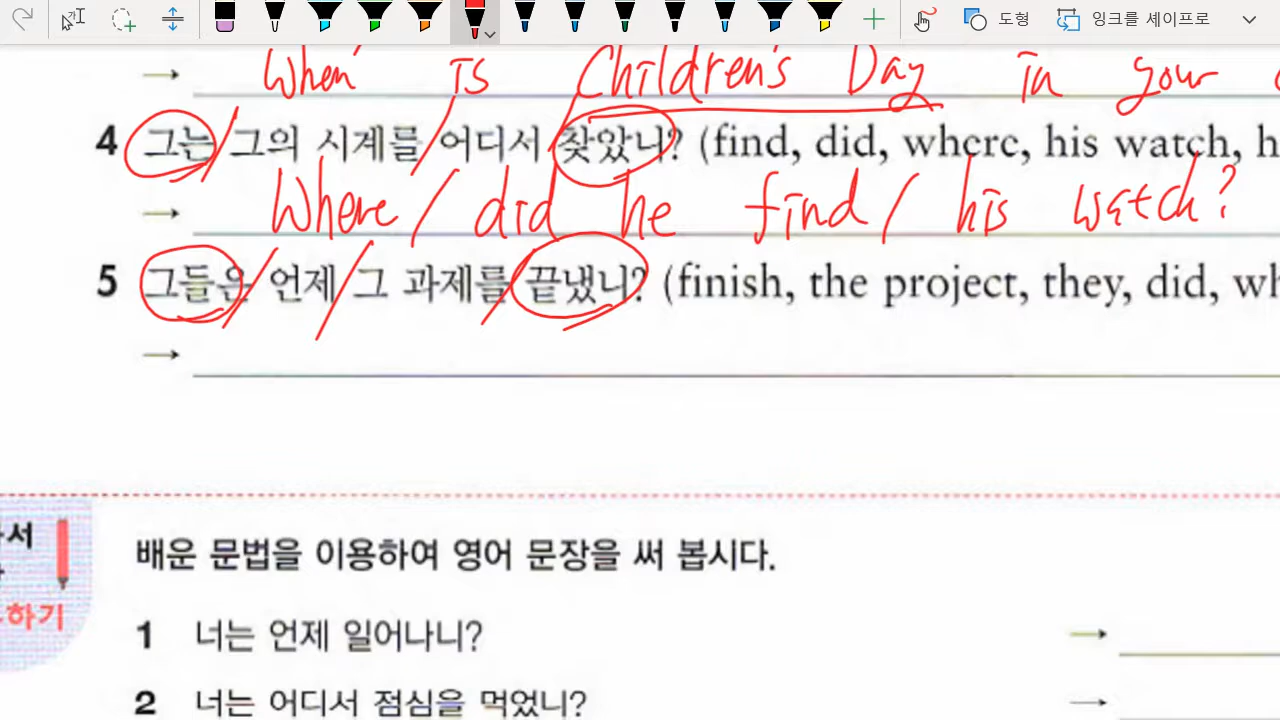 도형 잉크를 셰이프로
→ When is Children's Day in your
4 그는 / 그의 시계를 / 어디서 / 찾았니? (find, did, where, his watch, h
→ Where / did he find / his watch?
5 그들은 / 언제 / 그 과제를 / 끝냈니? (finish, the project, they, did, wh
→
서
하기
배운 문법을 이용하여 영어 문장을 써 봅시다.
1 너는 언제 일어나니? →
2 너는 어디서 점심을 먹었니? →